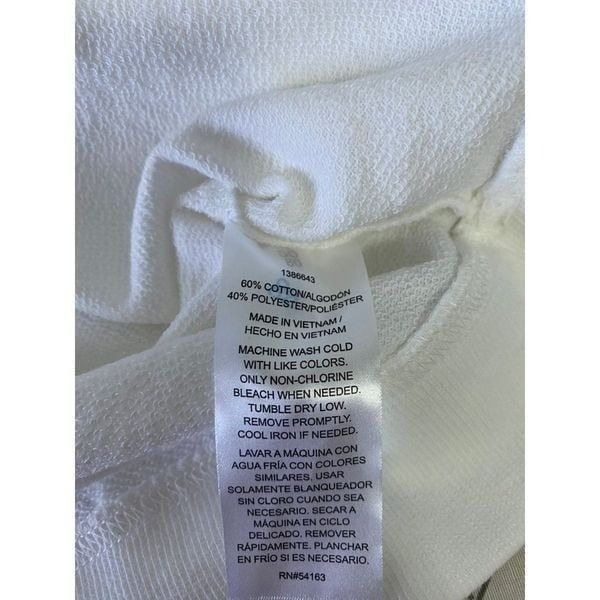 1386643
60% COTTON/ALGODÓN
40% POLYESTER/POLIÉSTER
MADE IN VIETNAM /
HECHO EN VIETNAM
MACHINE WASH COLD
WITH LIKE COLORS.
ONLY NON-CHLORINE
BLEACH WHEN NEEDED.
TUMBLE DRY LOW.
REMOVE PROMPTLY.
COOL IRON IF NEEDED.
LAVAR A MÁQUINA CON
AGUA FRÍA CON COLORES
SIMILARES. USAR
SOLAMENTE BLANQUEADOR
SIN CLORO CUANDO SEA
NECESARIO. SECAR A
MÁQUINA EN CICLO
DELICADO. REMOVER
RÁPIDAMENTE. PLANCHAR
EN FRÍO SI ES NECESARIO.
RN#54163